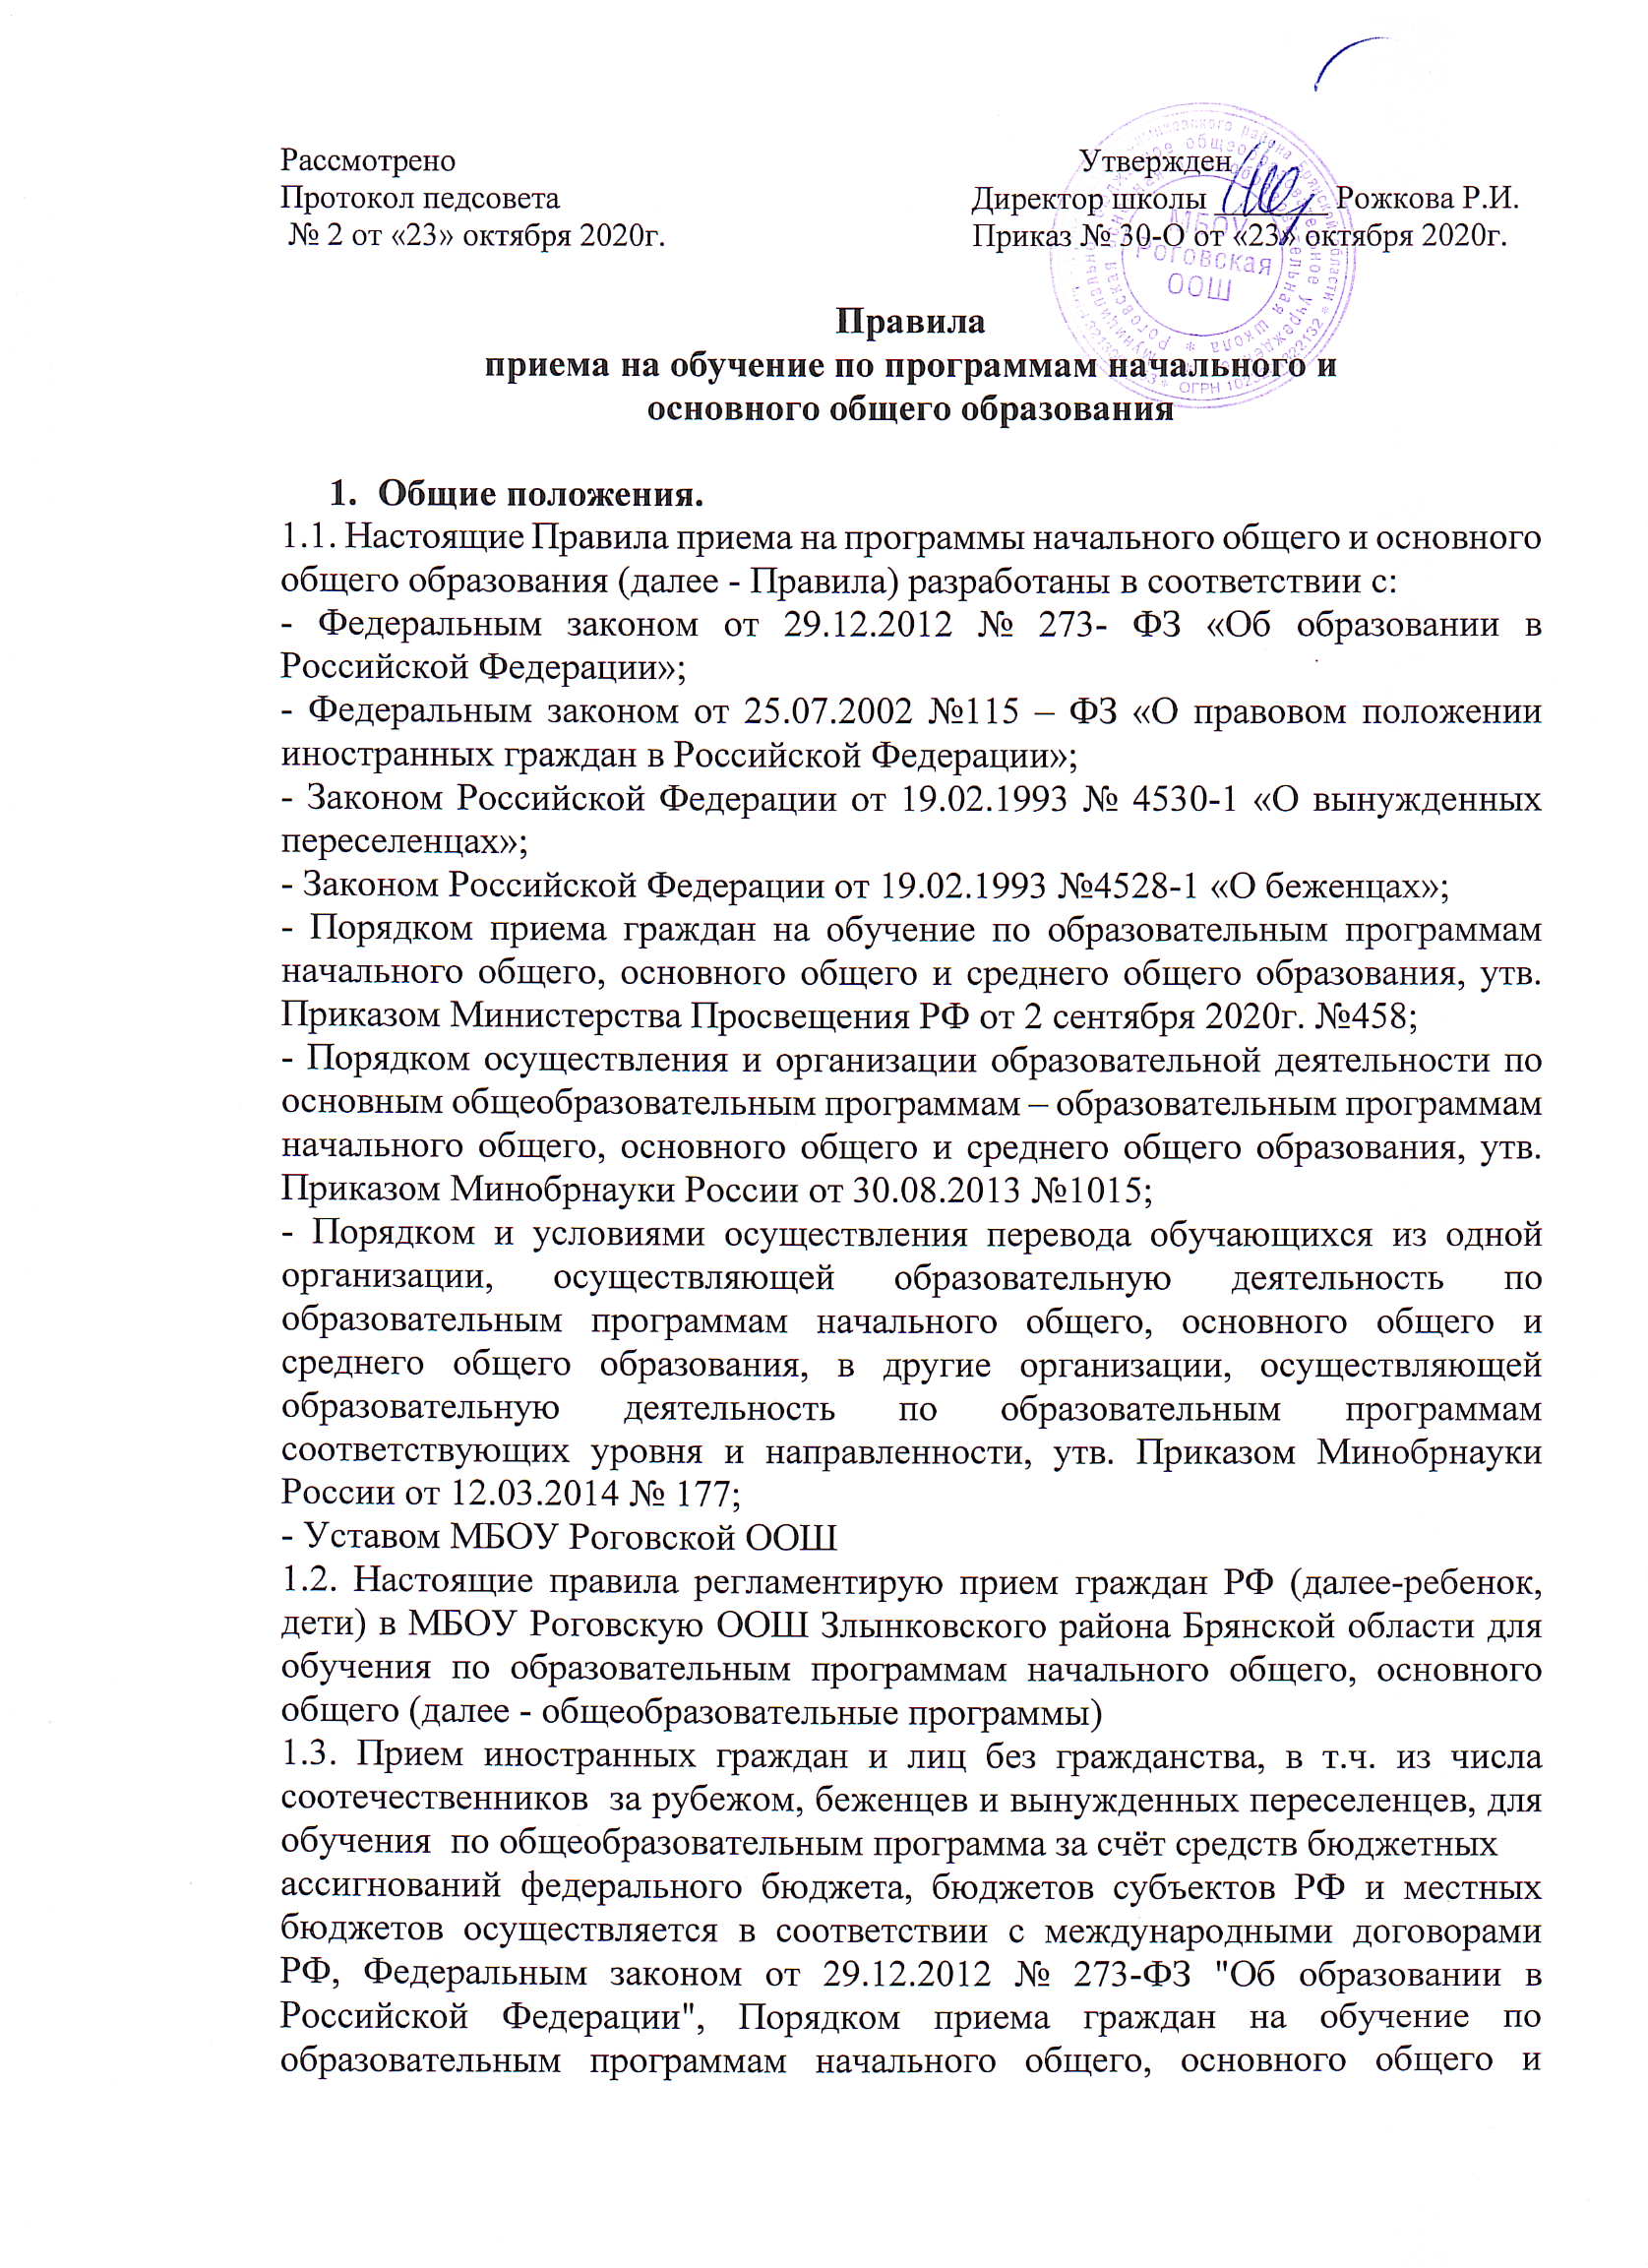 Рассмотрено Утвержден
Протокол педсовета Директор школы _______ Рожкова Р.И.
№ 2 от «23» октября 2020г. Приказ № 30-О от «23» октября 2020г.
МБОУ
Роговская
ООШ
Правила
приема на обучение по программам начального и
основного общего образования
1. Общие положения.
1.1. Настоящие Правила приема на программы начального общего и основного
общего образования (далее - Правила) разработаны в соответствии с:
- Федеральным законом от 29.12.2012 № 273- ФЗ «Об образовании в
Российской Федерации»;
- Федеральным законом от 25.07.2002 №115 – ФЗ «О правовом положении
иностранных граждан в Российской Федерации»;
- Законом Российской Федерации от 19.02.1993 № 4530-1 «О вынужденных
переселенцах»;
- Законом Российской Федерации от 19.02.1993 №4528-1 «О беженцах»;
- Порядком приема граждан на обучение по образовательным программам
начального общего, основного общего и среднего общего образования, утв.
Приказом Министерства Просвещения РФ от 2 сентября 2020г. №458;
- Порядком осуществления и организации образовательной деятельности по
основным общеобразовательным программам – образовательным программам
начального общего, основного общего и среднего общего образования, утв.
Приказом Минобрнауки России от 30.08.2013 №1015;
- Порядком и условиями осуществления перевода обучающихся из одной
организации, осуществляющей образовательную деятельность по
образовательным программам начального общего, основного общего и
среднего общего образования, в другие организации, осуществляющей
образовательную деятельность по образовательным программам
соответствующих уровня и направленности, утв. Приказом Минобрнауки
России от 12.03.2014 № 177;
- Уставом МБОУ Роговской ООШ
1.2. Настоящие правила регламентирую прием граждан РФ (далее-ребенок,
дети) в МБОУ Роговскую ООШ Злынковского района Брянской области для
обучения по образовательным программам начального общего, основного
общего (далее - общеобразовательные программы)
1.3. Прием иностранных граждан и лиц без гражданства, в т.ч. из числа
соотечественников за рубежом, беженцев и вынужденных переселенцев, для
обучения по общеобразовательным программа за счёт средств бюджетных
ассигнований федерального бюджета, бюджетов субъектов РФ и местных
бюджетов осуществляется в соответствии с международными договорами
РФ, Федеральным законом от 29.12.2012 № 273-ФЗ "Об образовании в
Российской Федерации", Порядком приема граждан на обучение по
образовательным программам начального общего, основного общего и